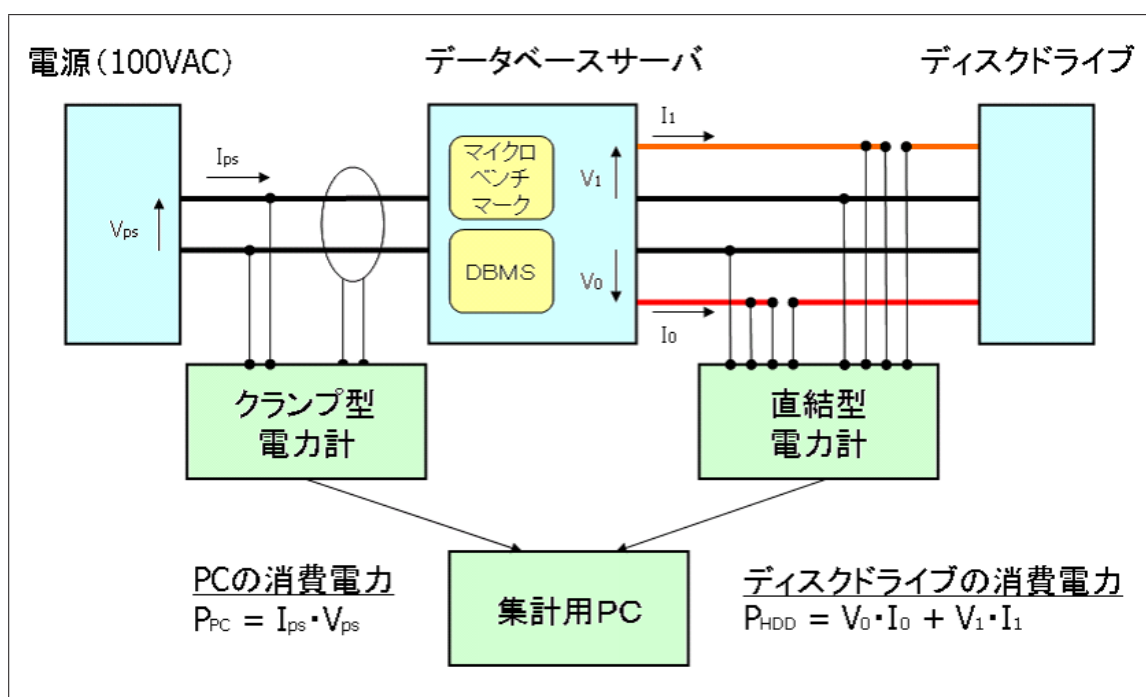 電源(100VAC)
データベースサーバ
ディスクドライブ
Ips
Vps
マイクロ
ベンチ
マーク
DBMS
I1
V1
V0
I0
クランプ型
電力計
直結型
電力計
PCの消費電力
PPC = Ips・Vps
集計用PC
ディスクドライブの消費電力
PHDD = V0・I0 + V1・I1